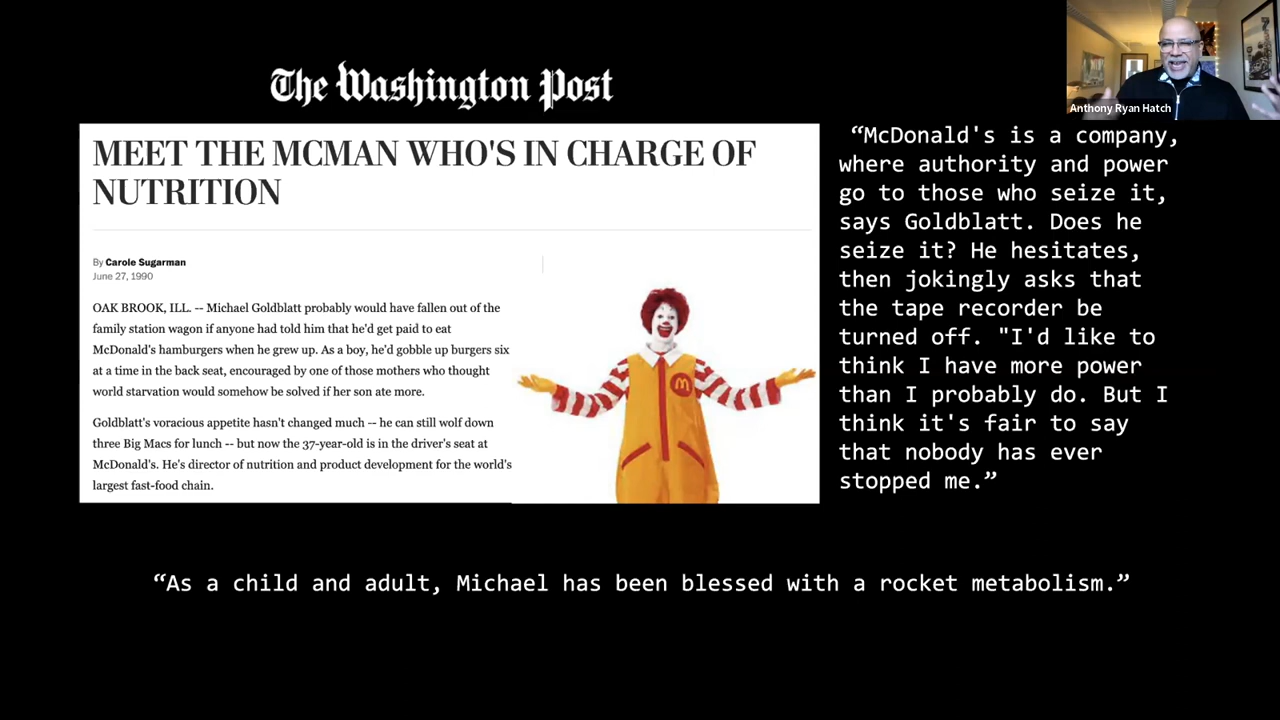 The Washington Post
MEET THE MCMAN WHO'S IN CHARGE OF
NUTRITION
By Carole Sugarman
June 27, 1990
OAK BROOK, ILL. -- Michael Goldblatt probably would have fallen out of the
family station wagon if anyone had told him that he'd get paid to eat
McDonald's hamburgers when he grew up. As a boy, he'd gobble up burgers six
at a time in the back seat, encouraged by one of those mothers who thought
world starvation would somehow be solved if her son ate more.
Goldblatt's voracious appetite hasn't changed much -- he can still wolf down
three Big Macs for lunch -- but now the 37-year-old is in the driver's seat at
McDonald's. He's director of nutrition and product development for the world's
largest fast-food chain.
Anthony Ryan Hatch
“McDonald's is a company,
where authority and power
go to those who seize it,
says Goldblatt. Does he
seize it? He hesitates,
then jokingly asks that
the tape recorder be
turned off. "I'd like to
think I have more power
than I probably do. But I
think it's fair to say
that nobody has ever
stopped me.”
“As a child and adult, Michael has been blessed with a rocket metabolism.”